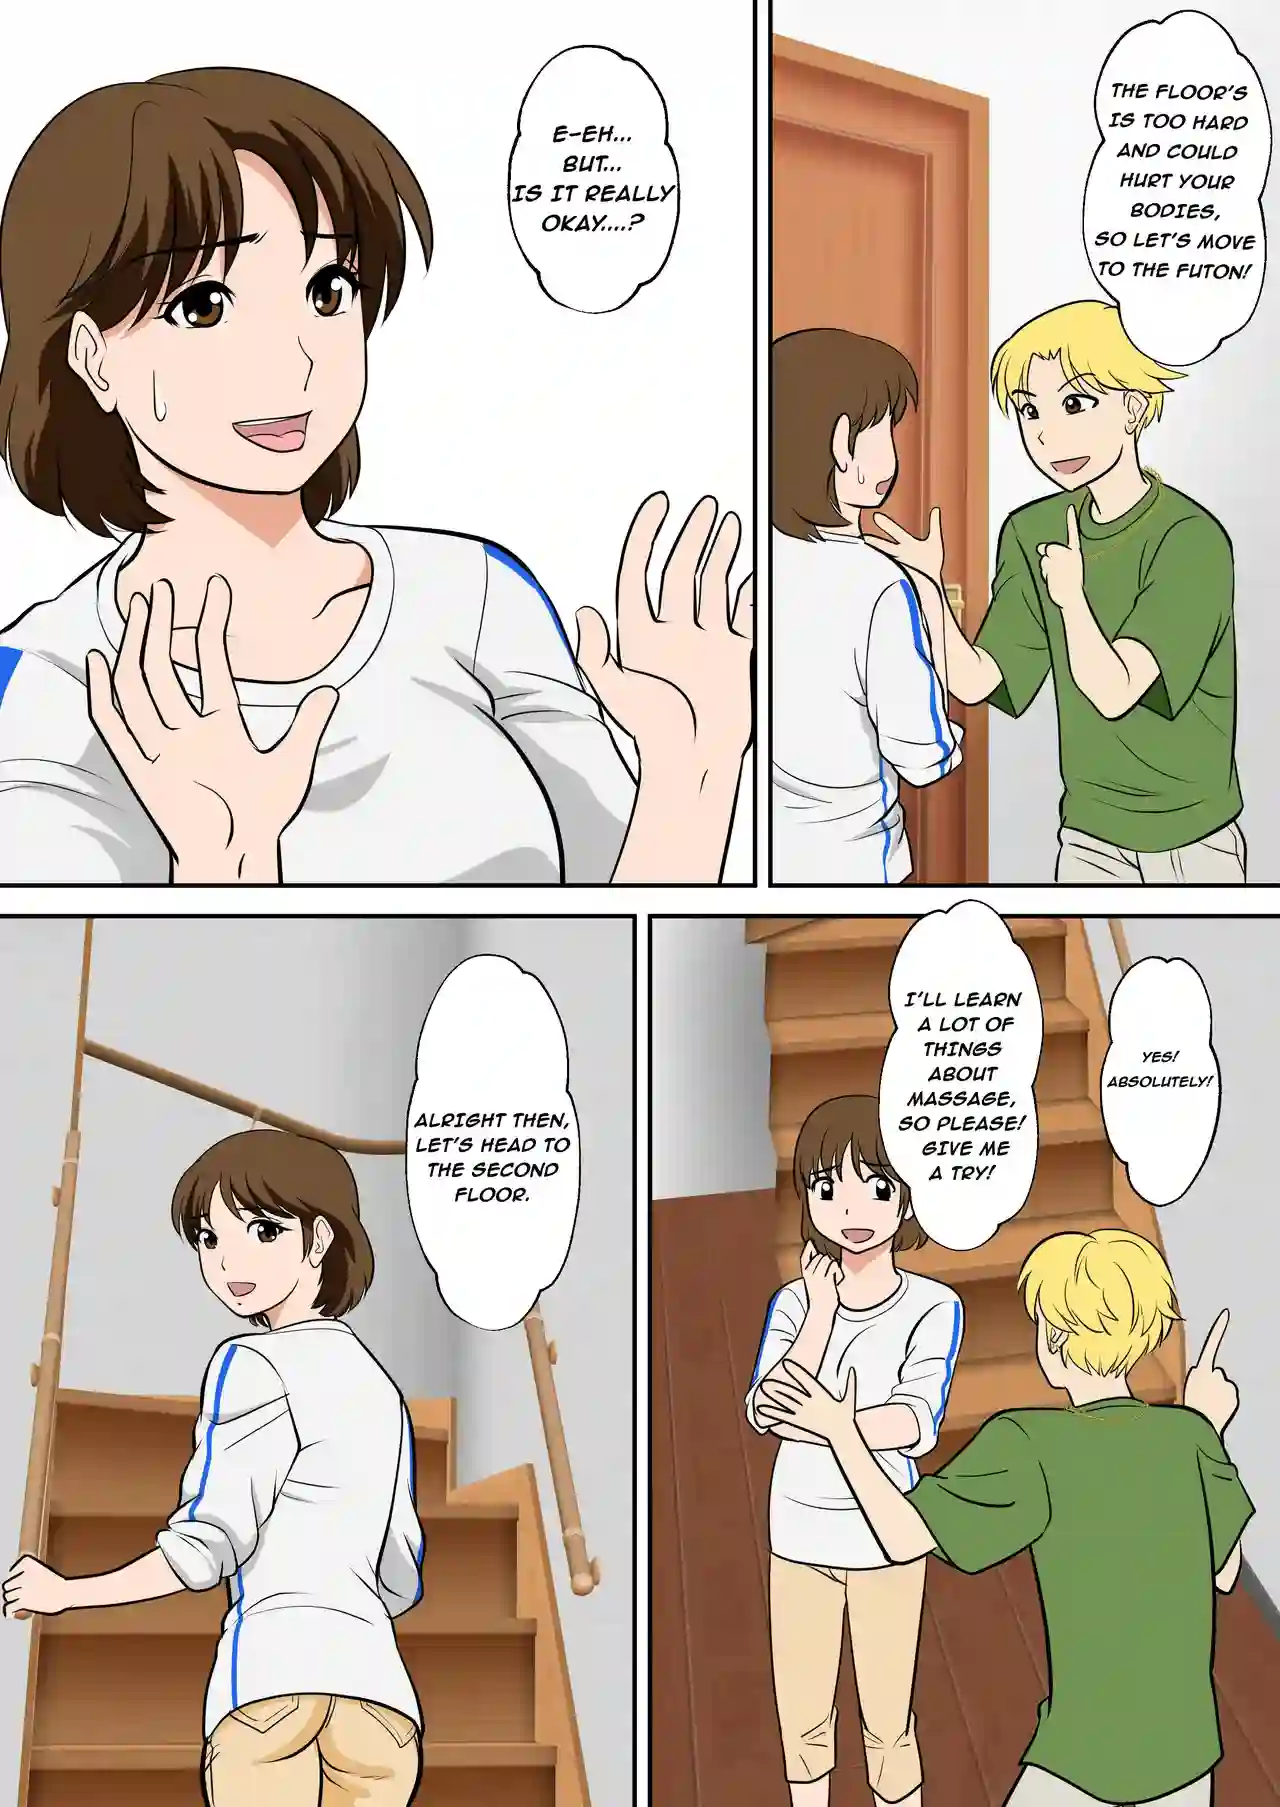 THE FLOOR'S
IS TOO HARD
AND COULD
HURT YOUR
BODIES,
SO LET'S MOVE
TO THE FUTON!
E-EH...
BUT...
IS IT REALLY
OKAY....?
YES!
ABSOLUTELY!
I'LL LEARN
A LOT OF
THINGS
ABOUT
MASSAGE,
SO PLEASE!
GIVE ME
A TRY!
ALRIGHT THEN,
LET'S HEAD TO
THE SECOND
FLOOR.